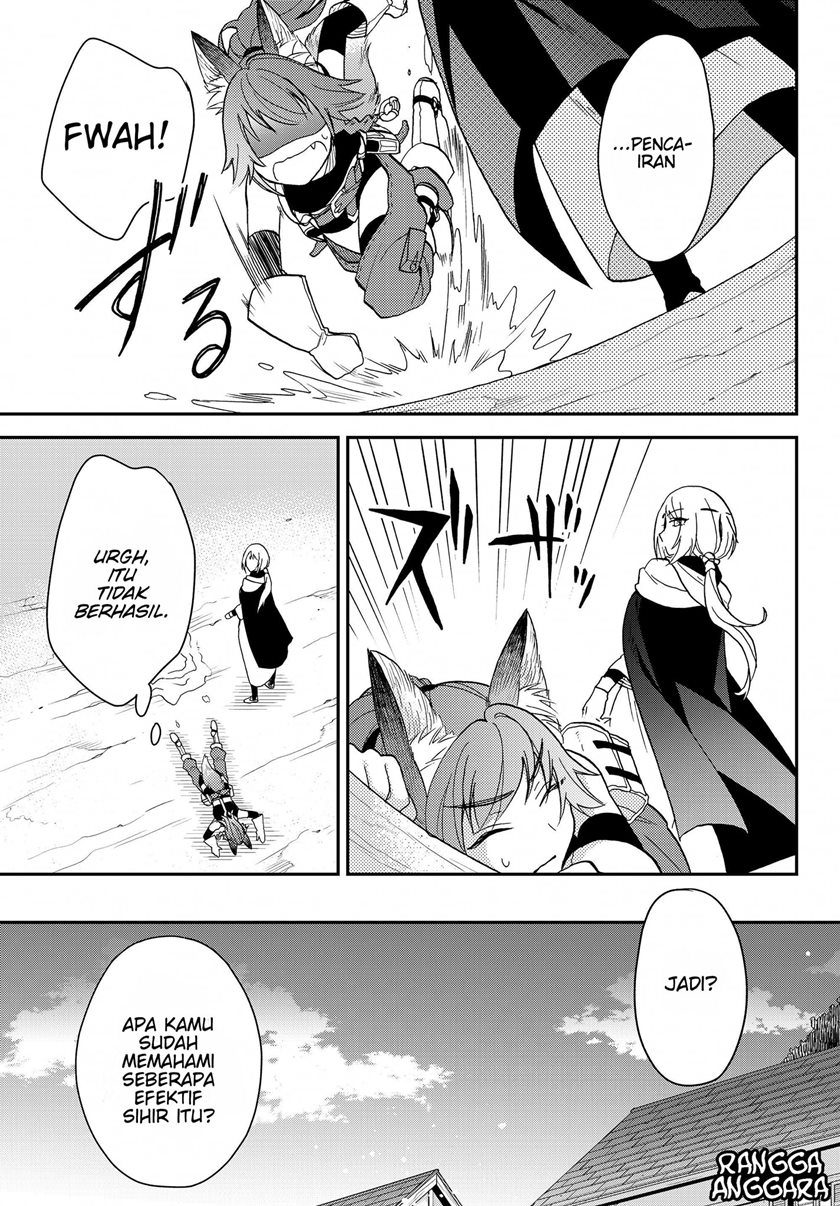 ...PENCA-
IRAN
FWAH!
ずる
ズザッ
URGH,
ITU
TIDAK
BERHASIL.
JADI?
APA KAMU
SUDAH
MEMAHAMI
SEBERAPA
EFEKTIF
SIHIR ITU?
RANGGA
ANGGARA